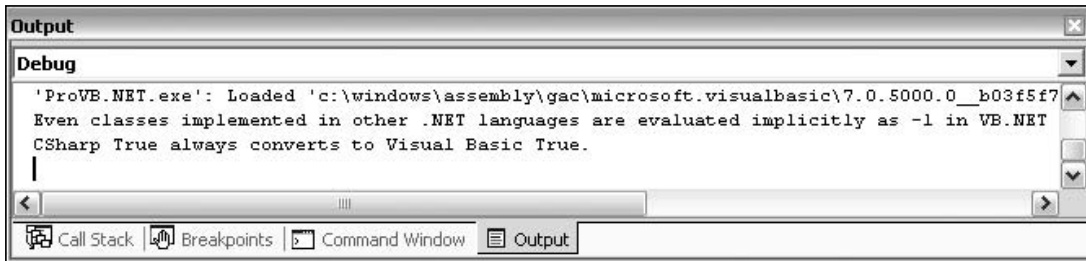 Output
Debug
'ProVB.NET.exe': Loaded 'c:\windows\assembly\gac\microsoft.visualbasic\7.0.5000.0__b03f5f7
Even classes implemented in other .NET languages are evaluated implicitly as -1 in VB.NET
CSharp True always converts to Visual Basic True.
Call Stack Breakpoints Command Window Output